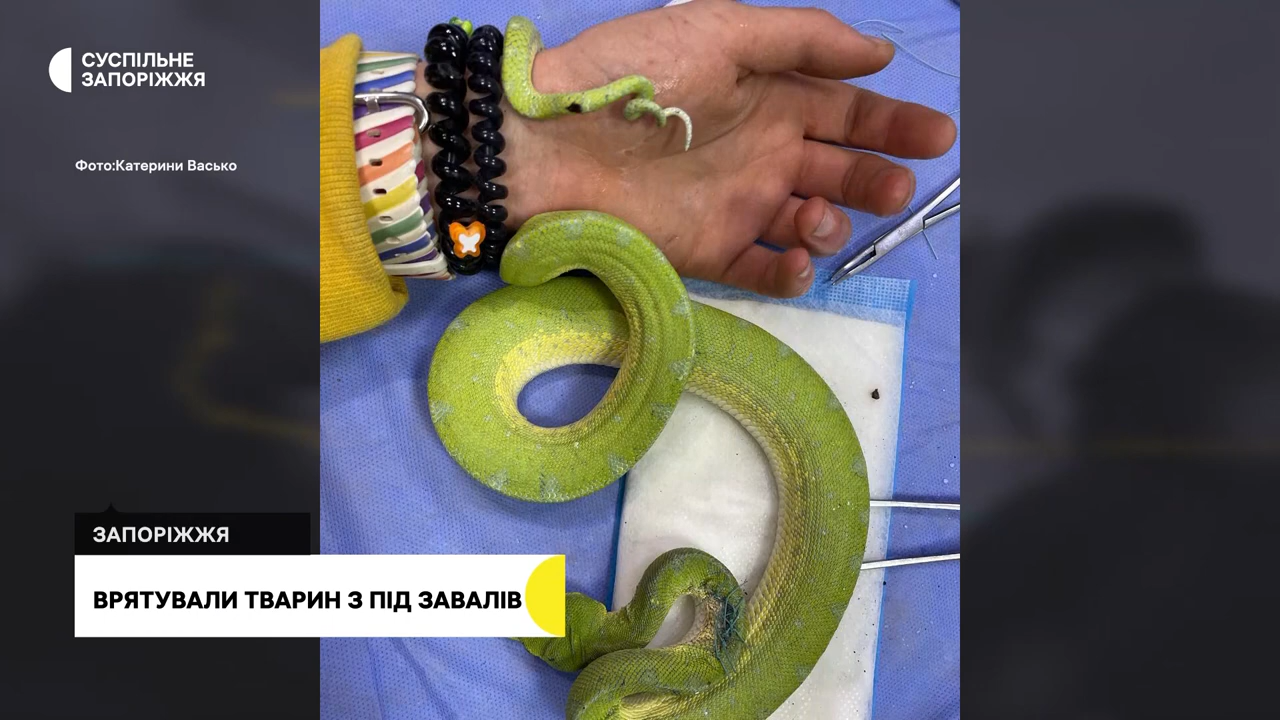 СУСПІЛЬНЕ
ЗАПОРІЖЖЯ
Фото:Катерини Васько
ЗАПОРІЖЖЯ
ВРЯТУВАЛИ ТВАРИН З ПІД ЗАВАЛІВ